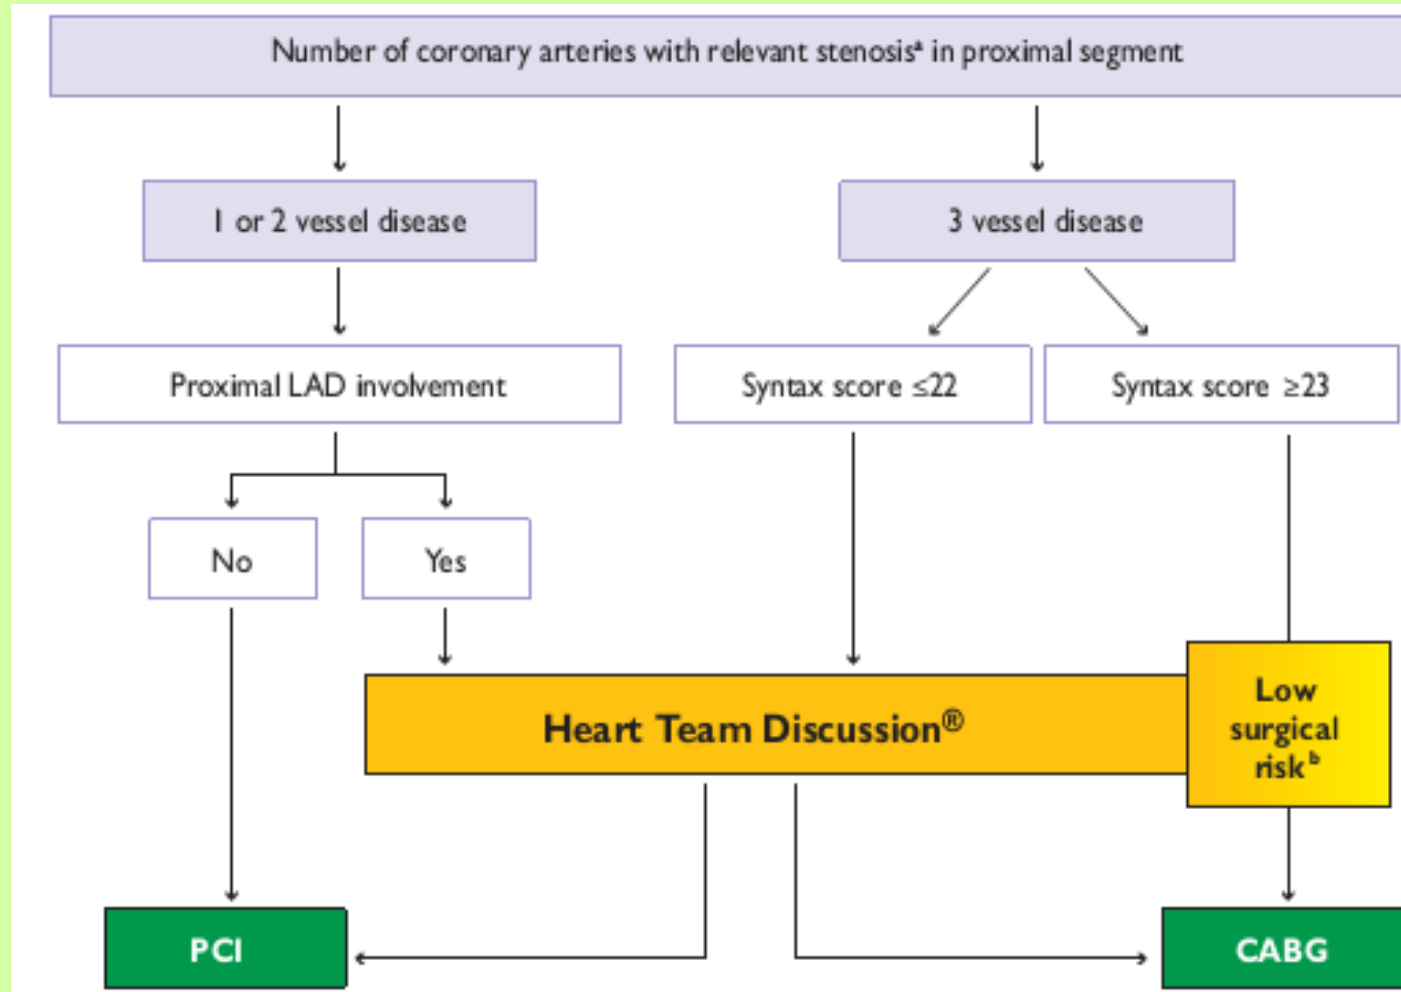 Number of coronary arteries with relevant stenosisᵃ in proximal segment
1 or 2 vessel disease
3 vessel disease
Proximal LAD involvement
Syntax score ≤22
Syntax score ≥23
No
Yes
Heart Team Discussion®
Low
surgical
riskᵇ
PCI
CABG